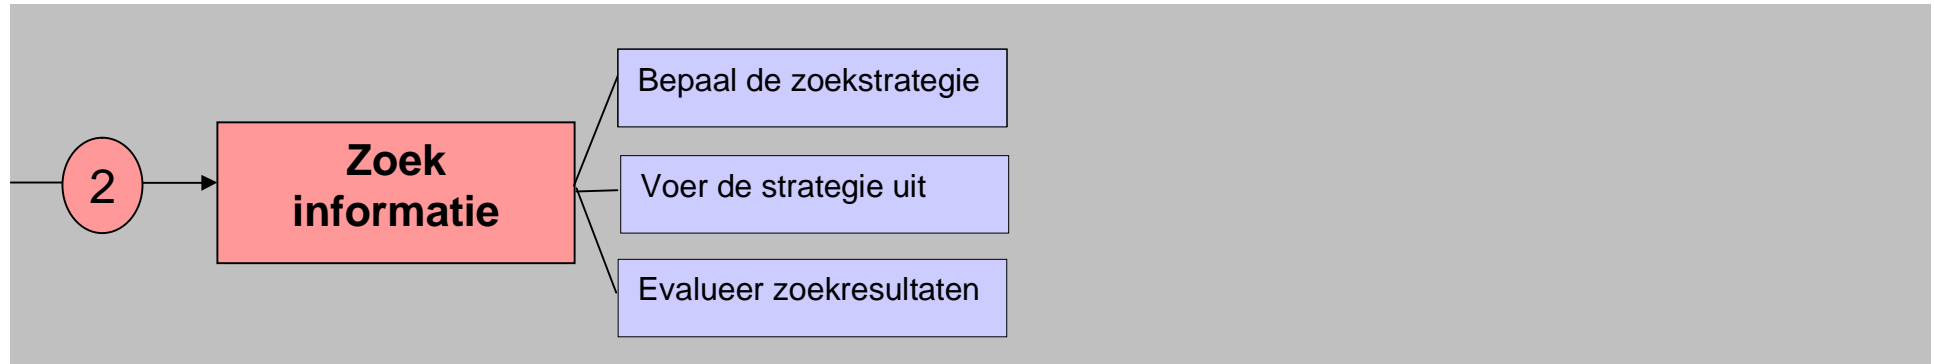 2
Zoek
informatie
Bepaal de zoekstrategie
Voer de strategie uit
Evalueer zoekresultaten